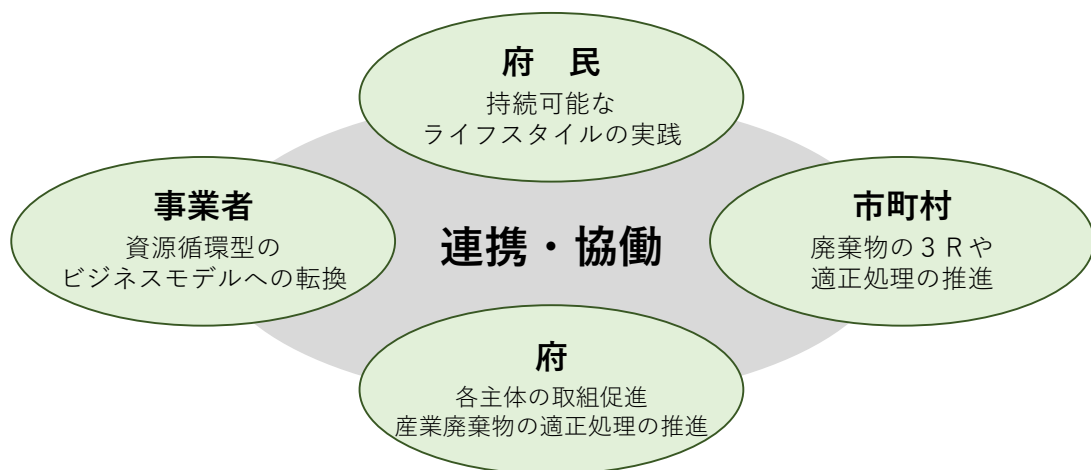 府　民
持続可能な
ライフスタイルの実践
事業者
資源循環型の
ビジネスモデルへの転換
連携・協働
市町村
廃棄物の３Ｒや
適正処理の推進
府
各主体の取組促進
産業廃棄物の適正処理の推進